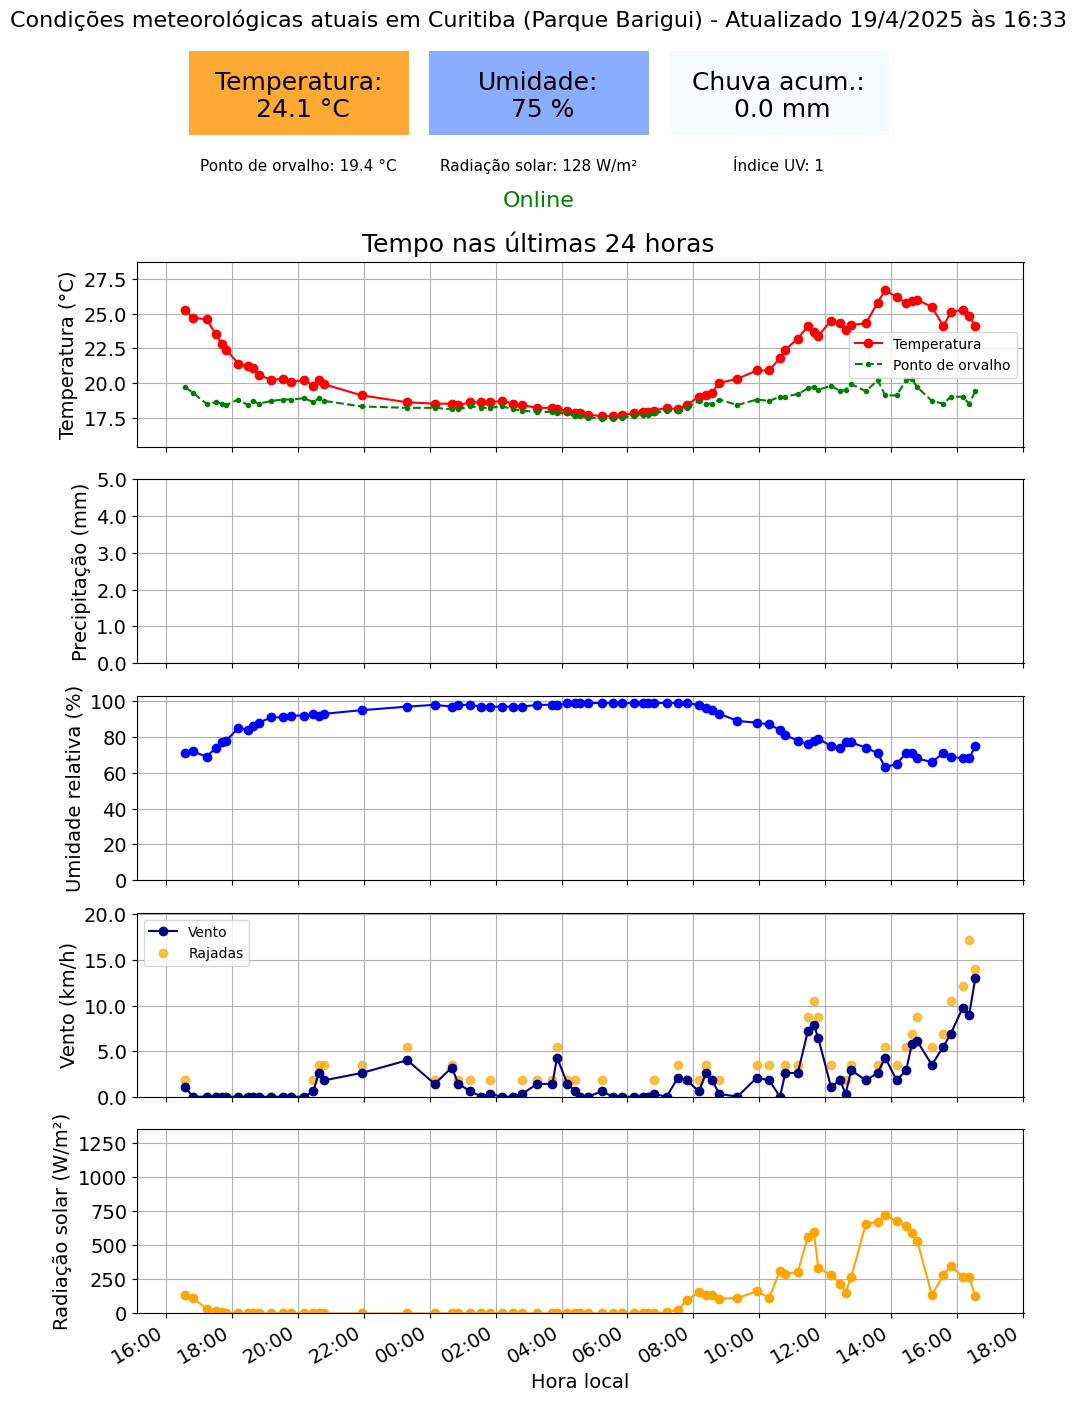 Condições meteorológicas atuais em Curitiba (Parque Barigui) - Atualizado 19/4/2025 às 16:33
Temperatura:
24.1 °C
Umidade:
75 %
Chuva acum.:
0.0 mm
Ponto de orvalho: 19.4 °C
Radiação solar: 128 W/m²
Índice UV: 1
Online
Tempo nas últimas 24 horas
Temperatura (°C)
27.5
25.0
22.5
20.0
17.5
Temperatura
Ponto de orvalho
Precipitação (mm)
5.0
4.0
3.0
2.0
1.0
0.0
Umidade relativa (%)
100
80
60
40
20
0
Vento (km/h)
20.0
15.0
10.0
5.0
0.0
Vento
Rajadas
Radiação solar (W/m²)
1250
1000
750
500
250
0
16:00
18:00
20:00
22:00
00:00
02:00
04:00
06:00
08:00
10:00
12:00
14:00
16:00
18:00
Hora local